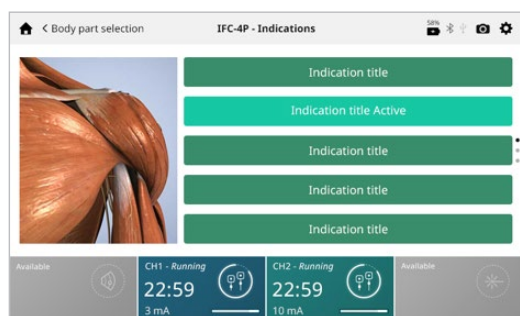 < Body part selection
IFC-4P - Indications
58%
Indication title
Indication title Active
Indication title
Indication title
Indication title
Available
CH1 - Running
22:59
3 mA
CH2 - Running
22:59
10 mA
Available